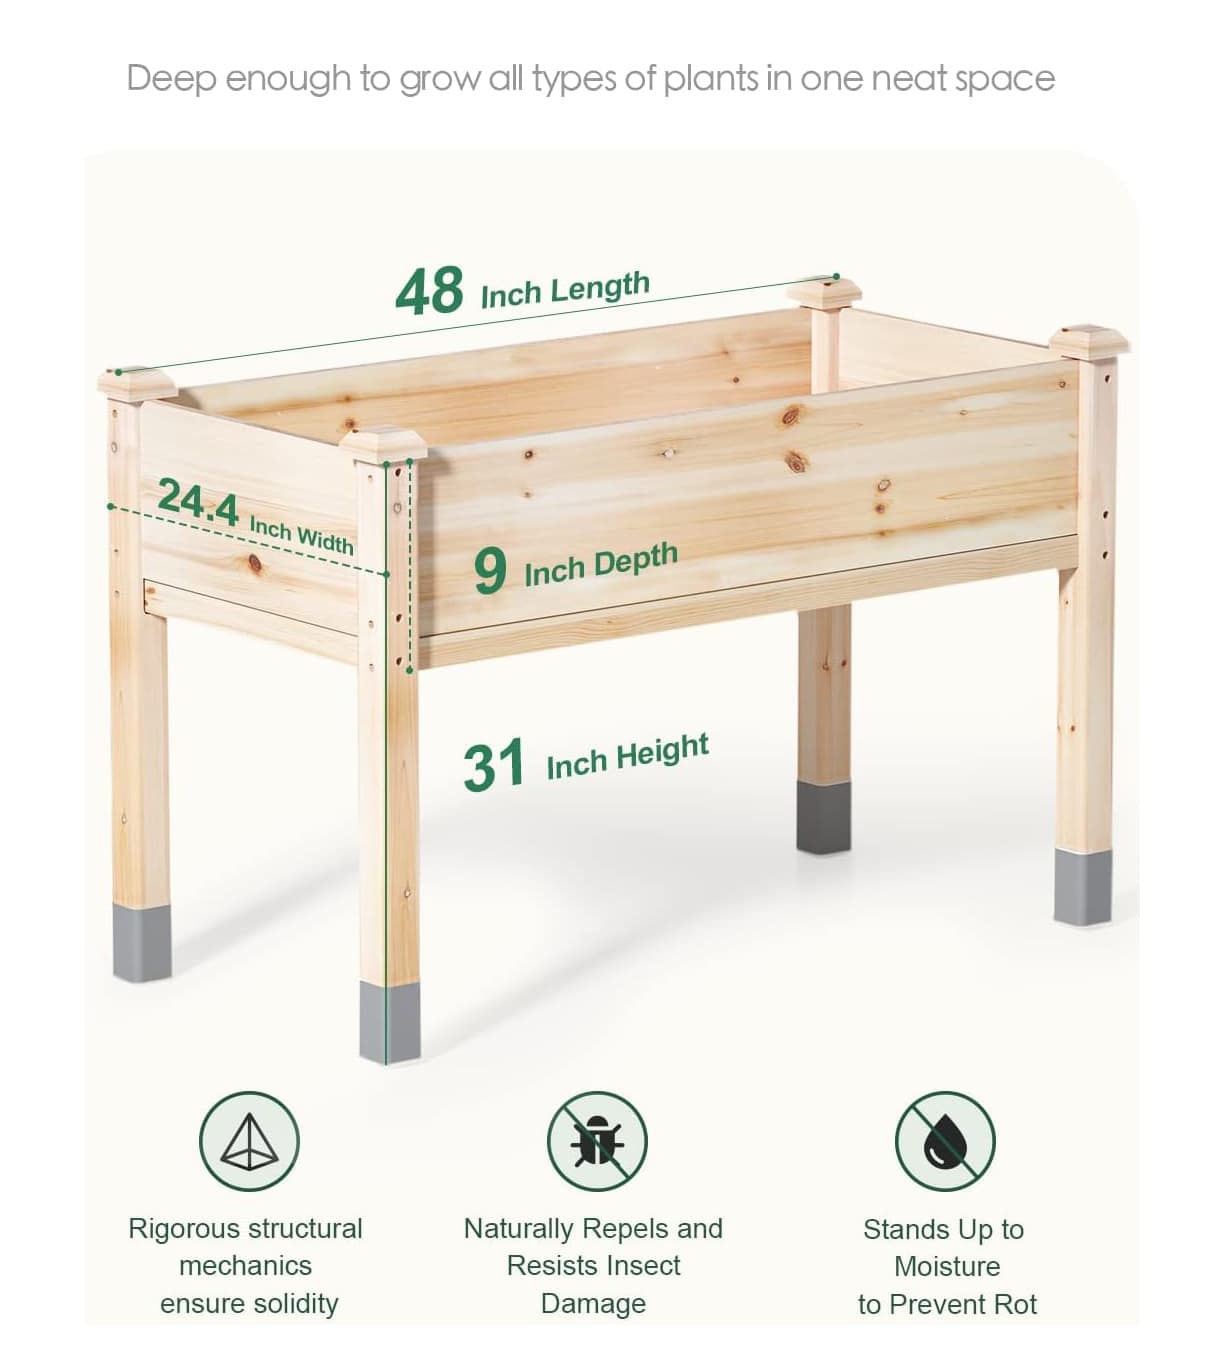 Deep enough to grow all types of plants in one neat space
48 Inch Length
24.4 Inch Width
9 Inch Depth
31 Inch Height
Rigorous structural
mechanics
ensure solidity
Naturally Repels and
Resists Insect
Damage
Stands Up to
Moisture
to Prevent Rot